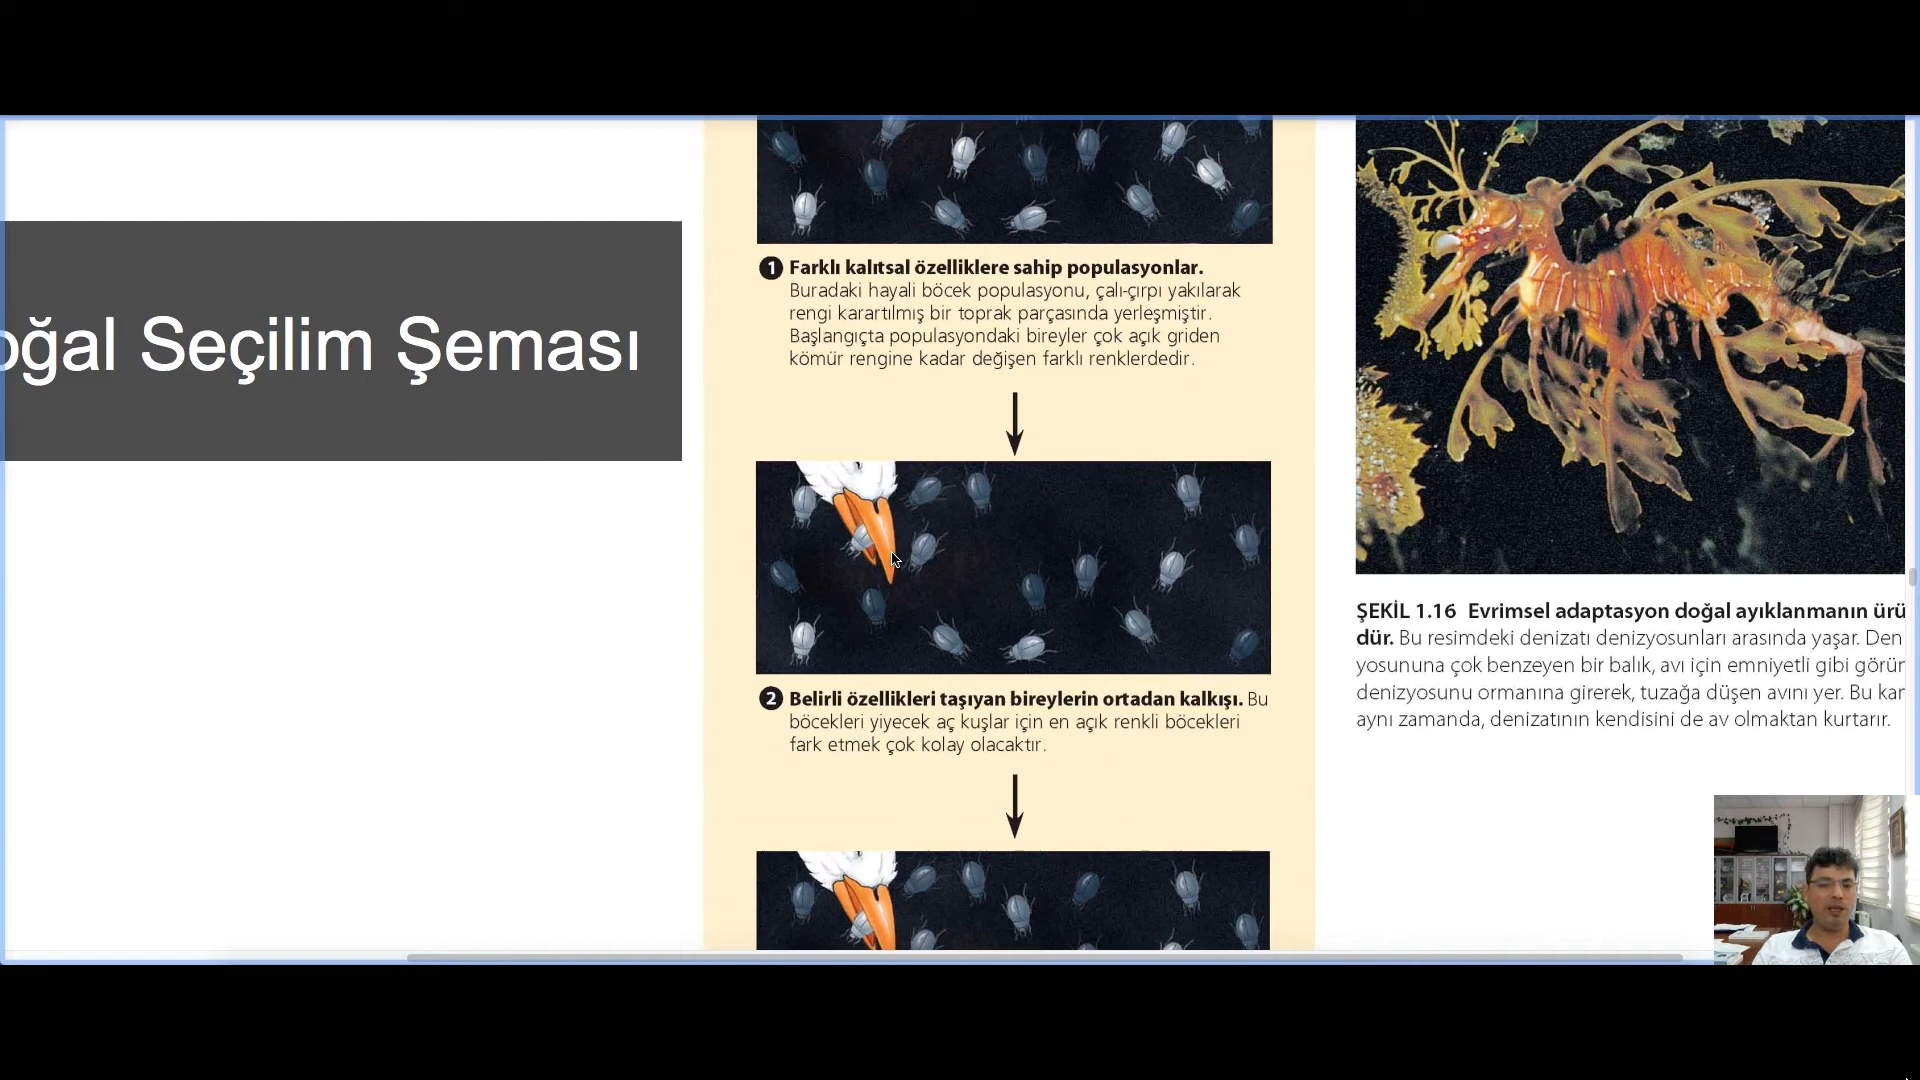 oğal Seçilim Şeması
1 Farklı kalıtsal özelliklere sahip populasyonlar.
Buradaki hayali böcek populasyonu, çalı-çırpı yakılarak
rengi karartılmış bir toprak parçasında yerleşmiştir.
Başlangıçta populasyondaki bireyler çok açık griden
kömür rengine kadar değişen farklı renklerdedir.
2 Belirli özellikleri taşıyan bireylerin ortadan kalkışı. Bu
böcekleri yiyecek aç kuşlar için en açık renkli böcekleri
fark etmek çok kolay olacaktır.
ŞEKİL 1.16 Evrimsel adaptasyon doğal ayıklanmanın ürü
dür. Bu resimdeki denizatı denizyosunları arasında yaşar. Den
yosununa çok benzeyen bir balık, avı için emniyetli gibi görür
denizyosunu ormanına girerek, tuzağa düşen avını yer. Bu kar
aynı zamanda, denizatının kendisini de av olmaktan kurtarır.